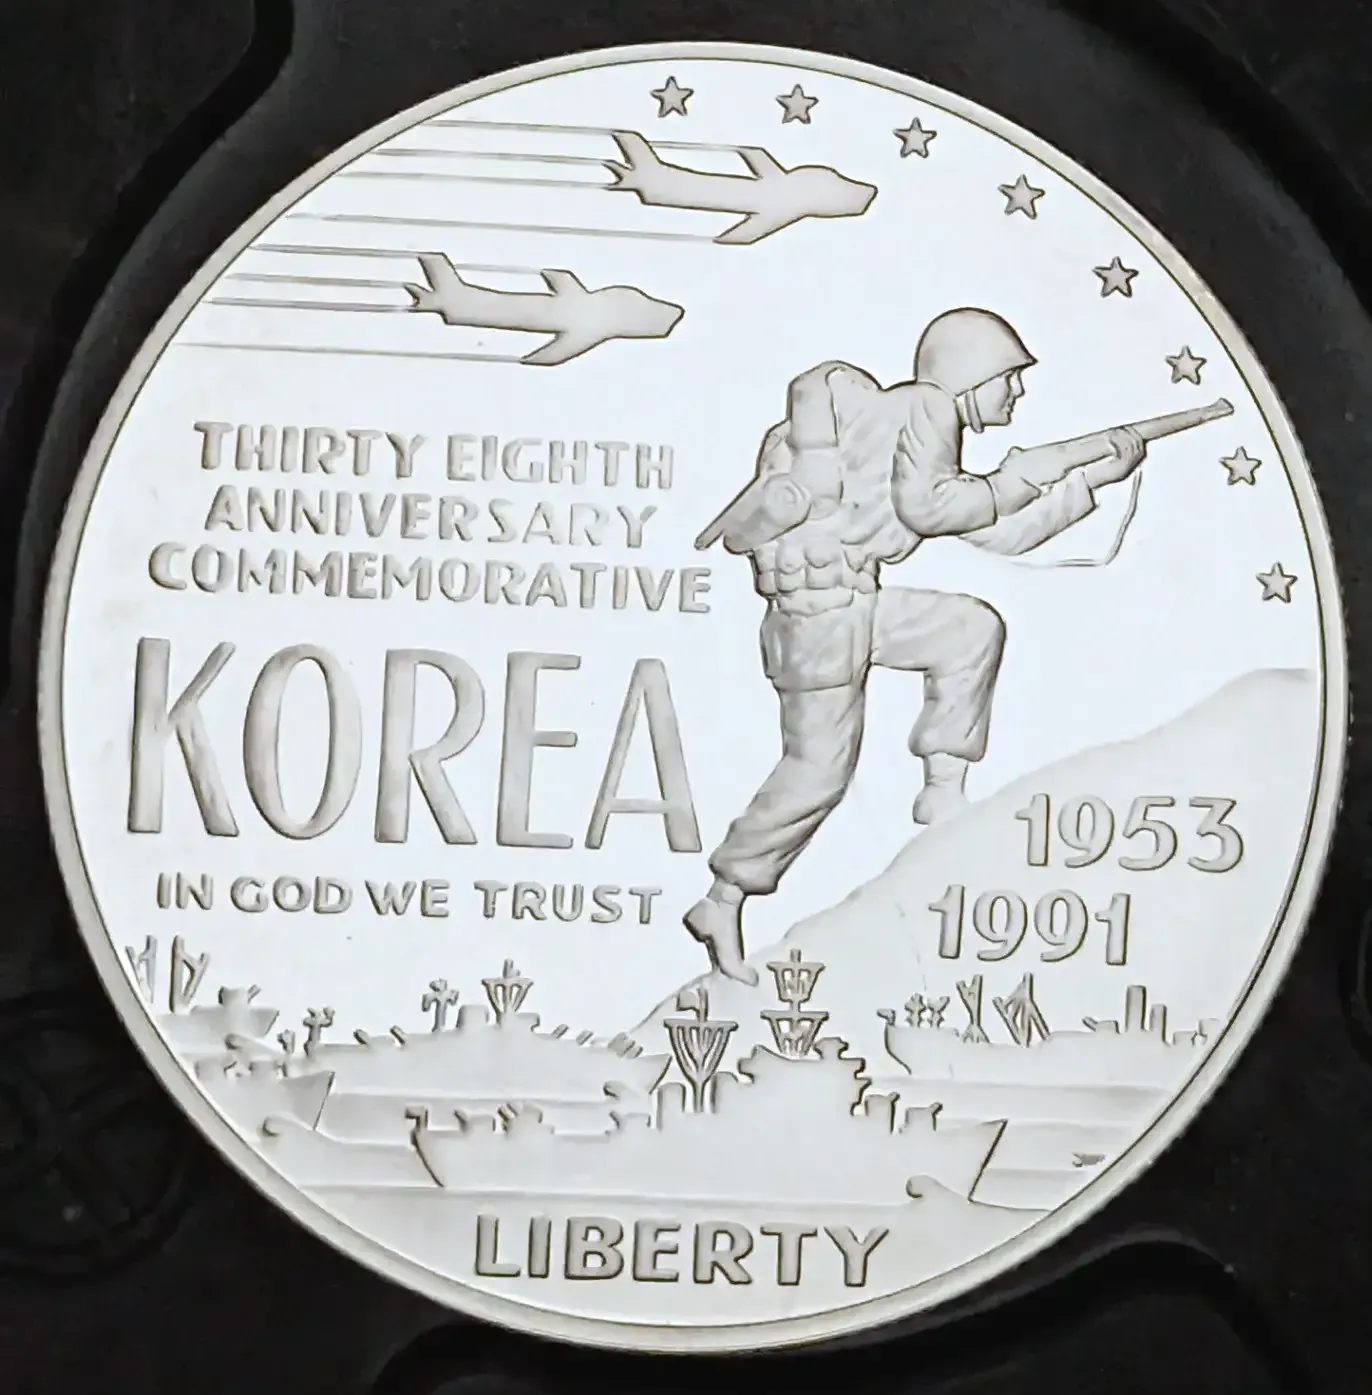 THIRTY EIGHTH
ANNIVERSARY
COMMEMORATIVE
KOREA
IN GOD WE TRUST
1953
1991
LIBERTY